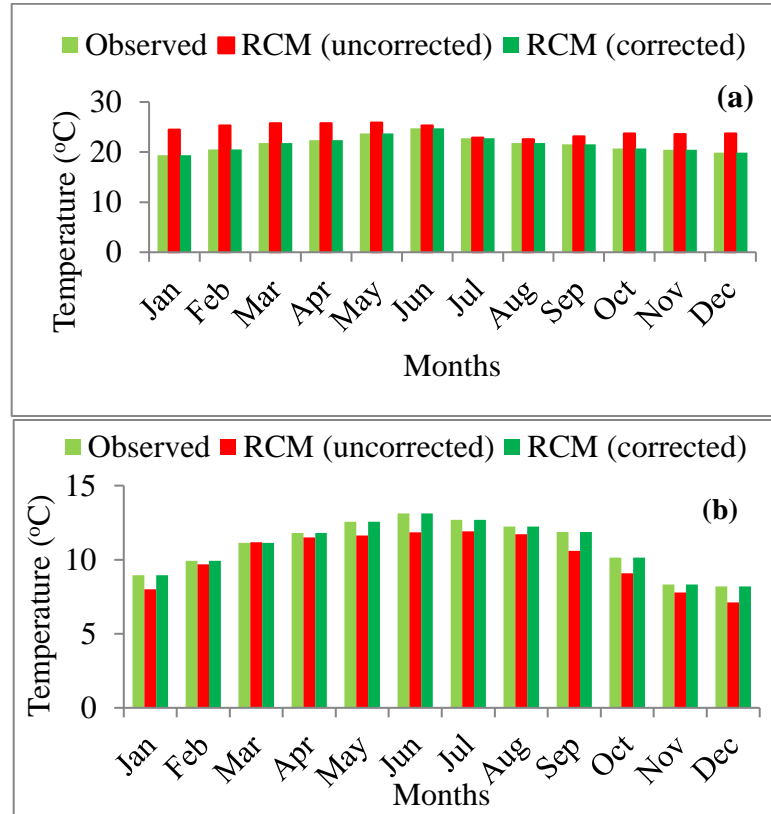 Observed RCM (uncorrected) RCM (corrected)
(a)
Temperature (ᵒC)
30
20
10
0
Jan Feb Mar Apr May Jun Jul Aug Sep Oct Nov Dec
Months
Observed RCM (uncorrected) RCM (corrected)
(b)
Temperature (ᵒC)
15
10
5
0
Jan Feb Mar Apr May Jun Jul Aug Sep Oct Nov Dec
Months